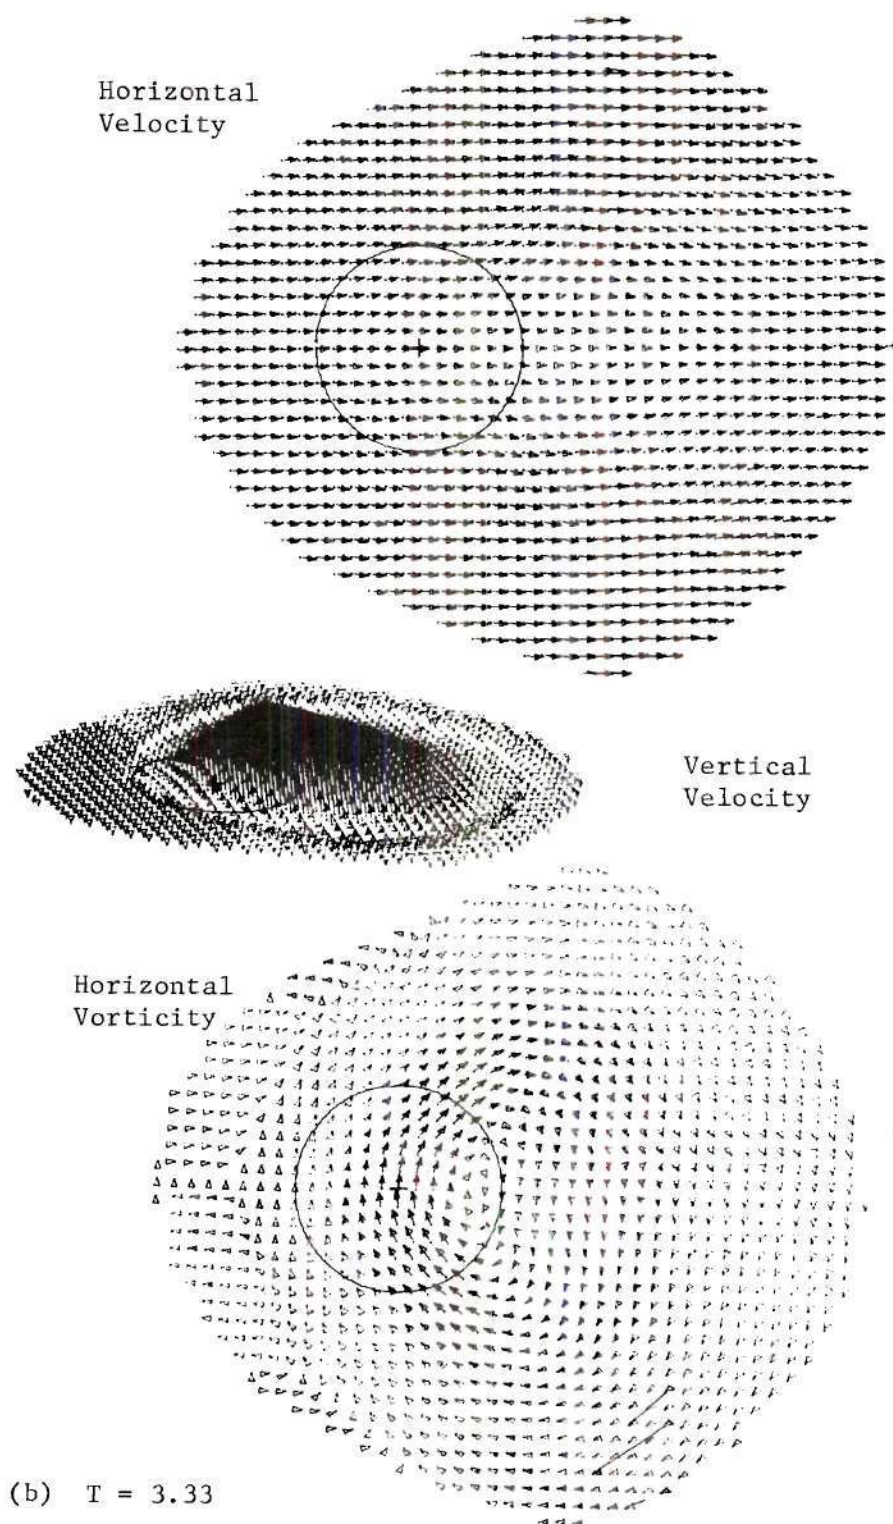 Horizontal
Velocity
Vertical
Velocity
Horizontal
Vorticity
(b) T = 3.33